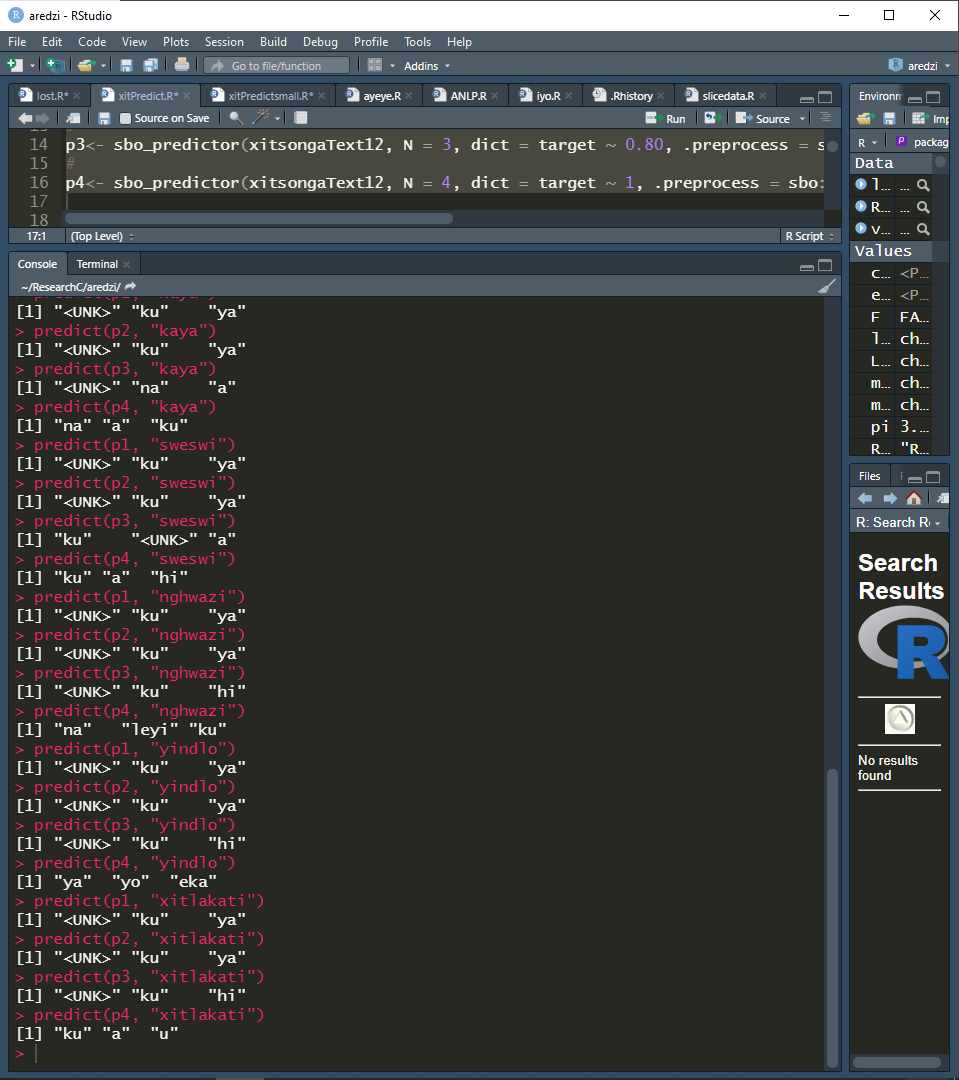 aredzi - RStudio
File Edit Code View Plots Session Build Debug Profile Tools Help
Go to file/function Addins aredzi
lost.R* xitPredict.R* xitPredictsmall.R* ayeye.R ANLP.R iyo.R .Rhistory slicedata.R
Source on Save Run Source
14 p3<- sbo_predictor(xitsongaText12, N = 3, dict = target ~ 0.80, .preprocess = s
15 #
16 p4<- sbo_predictor(xitsongaText12, N = 4, dict = target ~ 1, .preprocess = sbo:
17
18
17:1 (Top Level) R Script
Console Terminal
~/ResearchC/aredzi/
[1] "<UNK>" "ku" "ya"
> predict(p2, "kaya")
[1] "<UNK>" "ku" "ya"
> predict(p3, "kaya")
[1] "<UNK>" "na" "a"
> predict(p4, "kaya")
[1] "na" "a" "ku"
> predict(p1, "sweswi")
[1] "<UNK>" "ku" "ya"
> predict(p2, "sweswi")
[1] "<UNK>" "ku" "ya"
> predict(p3, "sweswi")
[1] "ku" "<UNK>" "a"
> predict(p4, "sweswi")
[1] "ku" "a" "hi"
> predict(p1, "nghwazi")
[1] "<UNK>" "ku" "ya"
> predict(p2, "nghwazi")
[1] "<UNK>" "ku" "ya"
> predict(p3, "nghwazi")
[1] "<UNK>" "ku" "hi"
> predict(p4, "nghwazi")
[1] "na" "leyi" "ku"
> predict(p1, "yindlo")
[1] "<UNK>" "ku" "ya"
> predict(p2, "yindlo")
[1] "<UNK>" "ku" "ya"
> predict(p3, "yindlo")
[1] "<UNK>" "ku" "hi"
> predict(p4, "yindlo")
[1] "ya" "yo" "eka"
> predict(p1, "xitlakati")
[1] "<UNK>" "ku" "ya"
> predict(p2, "xitlakati")
[1] "<UNK>" "ku" "ya"
> predict(p3, "xitlakati")
[1] "<UNK>" "ku" "hi"
> predict(p4, "xitlakati")
[1] "ku" "a" "u"
>
Environm
Imp
R packag
Data
l... ...
R... ...
v... ...
Values
c... <P...
e... <P...
F FA...
l... ch...
L... ch...
m... ch...
m... ch...
pi 3....
R... "R...
Files
R: Search Re
Search
Results
R
No results
found